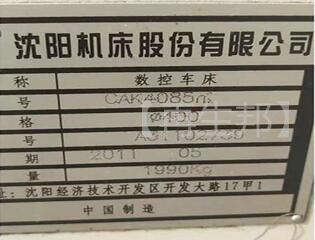 沈阳机床股份有限公司
称 数控车床
号 CAK4085
格 Ø400
号
期 2011 05
量 1990Kg
址: 沈阳经济技术开发区开发大路17甲1
中国制造